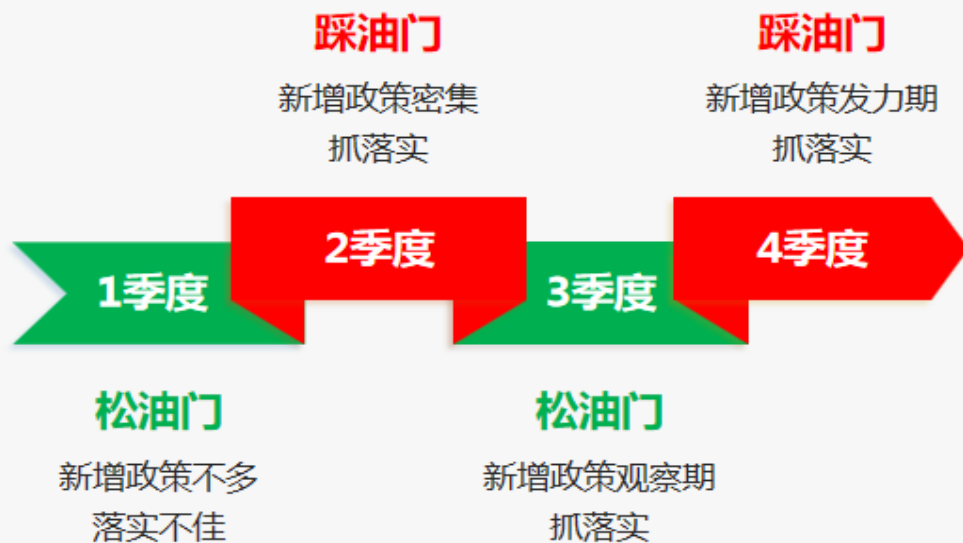 踩油门
新增政策密集
抓落实
踩油门
新增政策发力期
抓落实
1季度
2季度
3季度
4季度
松油门
新增政策不多
落实不佳
松油门
新增政策观察期
抓落实